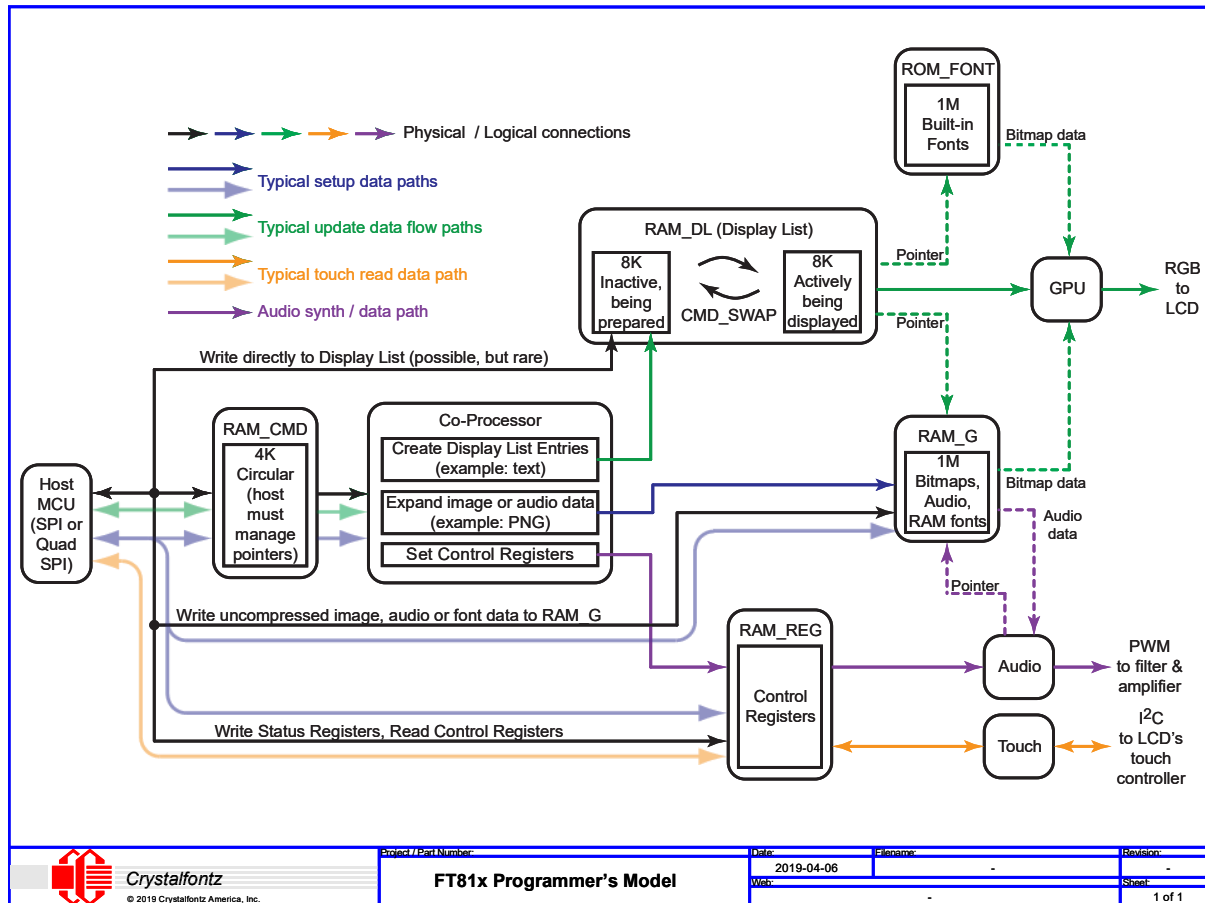 ROM_FONT
1M
Built-in
Fonts
Bitmap data
Physical / Logical connections
Typical setup data paths
Typical update data flow paths
Typical touch read data path
Audio synth / data path
RAM_DL (Display List)
8K
Inactive,
being
prepared
CMD_SWAP
8K
Actively
being
displayed
Pointer
Pointer
GPU
RGB
to
LCD
Write directly to Display List (possible, but rare)
Host
MCU
(SPI or
Quad
SPI)
RAM_CMD
4K
Circular
(host
must
manage
pointers)
Co-Processor
Create Display List Entries
(example: text)
Expand image or audio data
(example: PNG)
Set Control Registers
RAM_G
1M
Bitmaps,
Audio,
RAM fonts
Bitmap data
Audio
data
Pointer
Write uncompressed image, audio or font data to RAM_G
RAM_REG
Control
Registers
Audio
PWM
to filter &
amplifier
Write Status Registers, Read Control Registers
Touch
I2C
to LCD's
touch
controller
Crystalfontz
© 2019 Crystalfontz America, Inc.
Project / Part Number:
FT81x Programmer's Model
Date:
2019-04-06
Filename:
-
Revision:
-
Web:
-
Sheet:
1 of 1